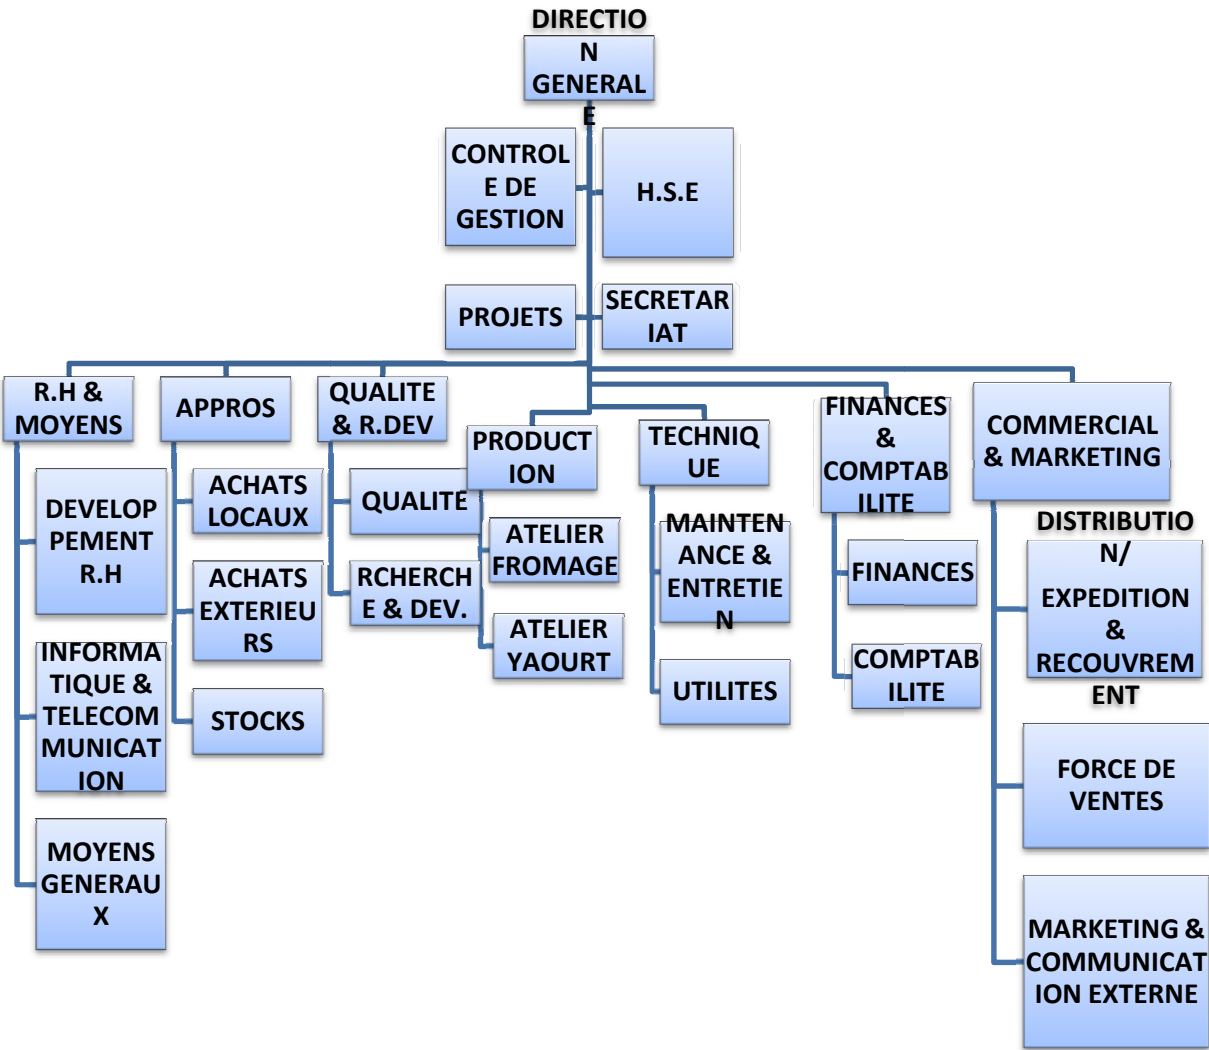 DIRECTIO
N
GENERAL
E
CONTROL
E DE
GESTION
H.S.E
PROJETS
SECRETAR
IAT
R.H &
MOYENS
DEVELOP
PEMENT
R.H
INFORMA
TIQUE &
TELECOM
MUNICAT
ION
MOYENS
GENERAU
X
APPROS
ACHATS
LOCAUX
ACHATS
EXTERIEU
RS
STOCKS
QUALITE
& R.DEV
QUALITE
RCHERCH
E & DEV.
PRODUCT
ION
ATELIER
FROMAGE
ATELIER
YAOURT
TECHNIQ
UE
MAINTEN
ANCE &
ENTRETIE
N
UTILITES
FINANCES
&
COMPTAB
ILITE
FINANCES
COMPTAB
ILITE
COMMERCIAL
& MARKETING
DISTRIBUTIO
N/
EXPEDITION
&
RECOUVREM
ENT
FORCE DE
VENTES
MARKETING &
COMMUNICAT
ION EXTERNE